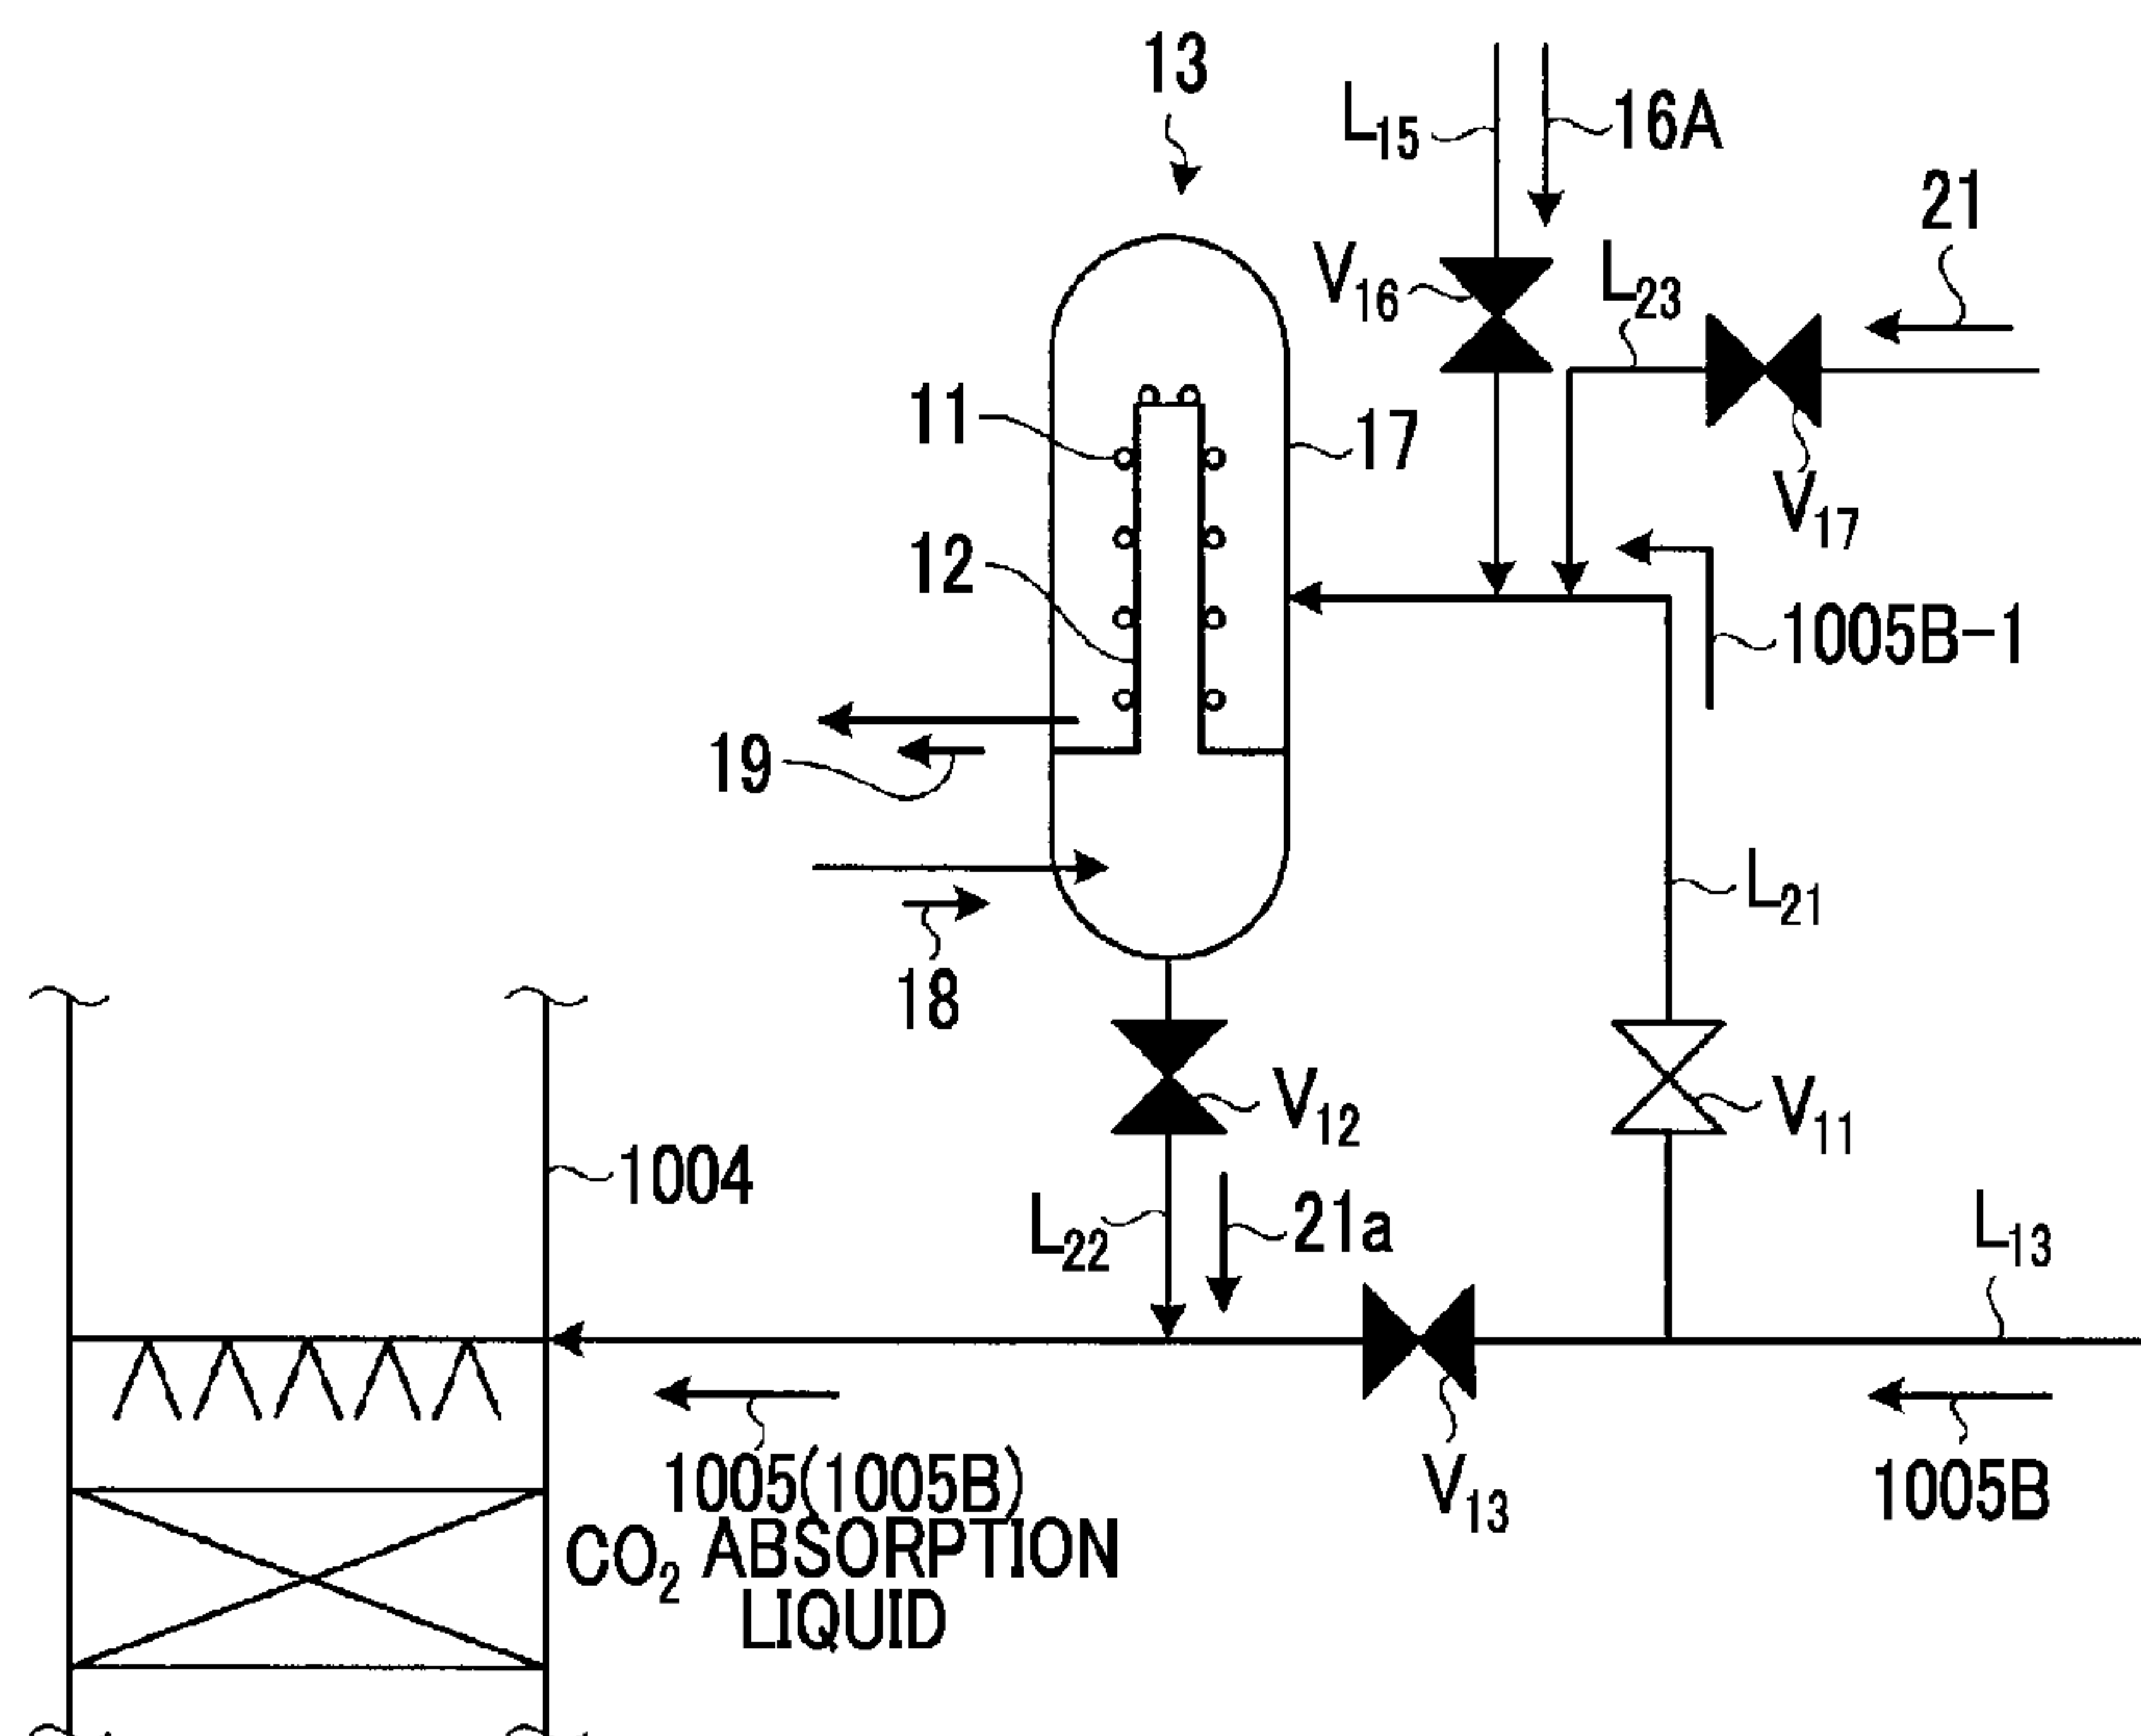 13
L15
16A
21
V16
L23
11
17
V17
12
1005B-1
19
L21
18
V12
V11
1004
L22
21a
L13
1005(1005B)
V13
1005B
CO2 ABSORPTION
LIQUID